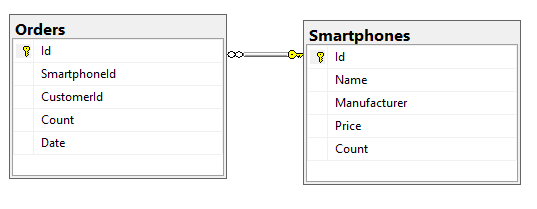 Orders
Id
SmartphoneId
CustomerId
Count
Date
Smartphones
Id
Name
Manufacturer
Price
Count